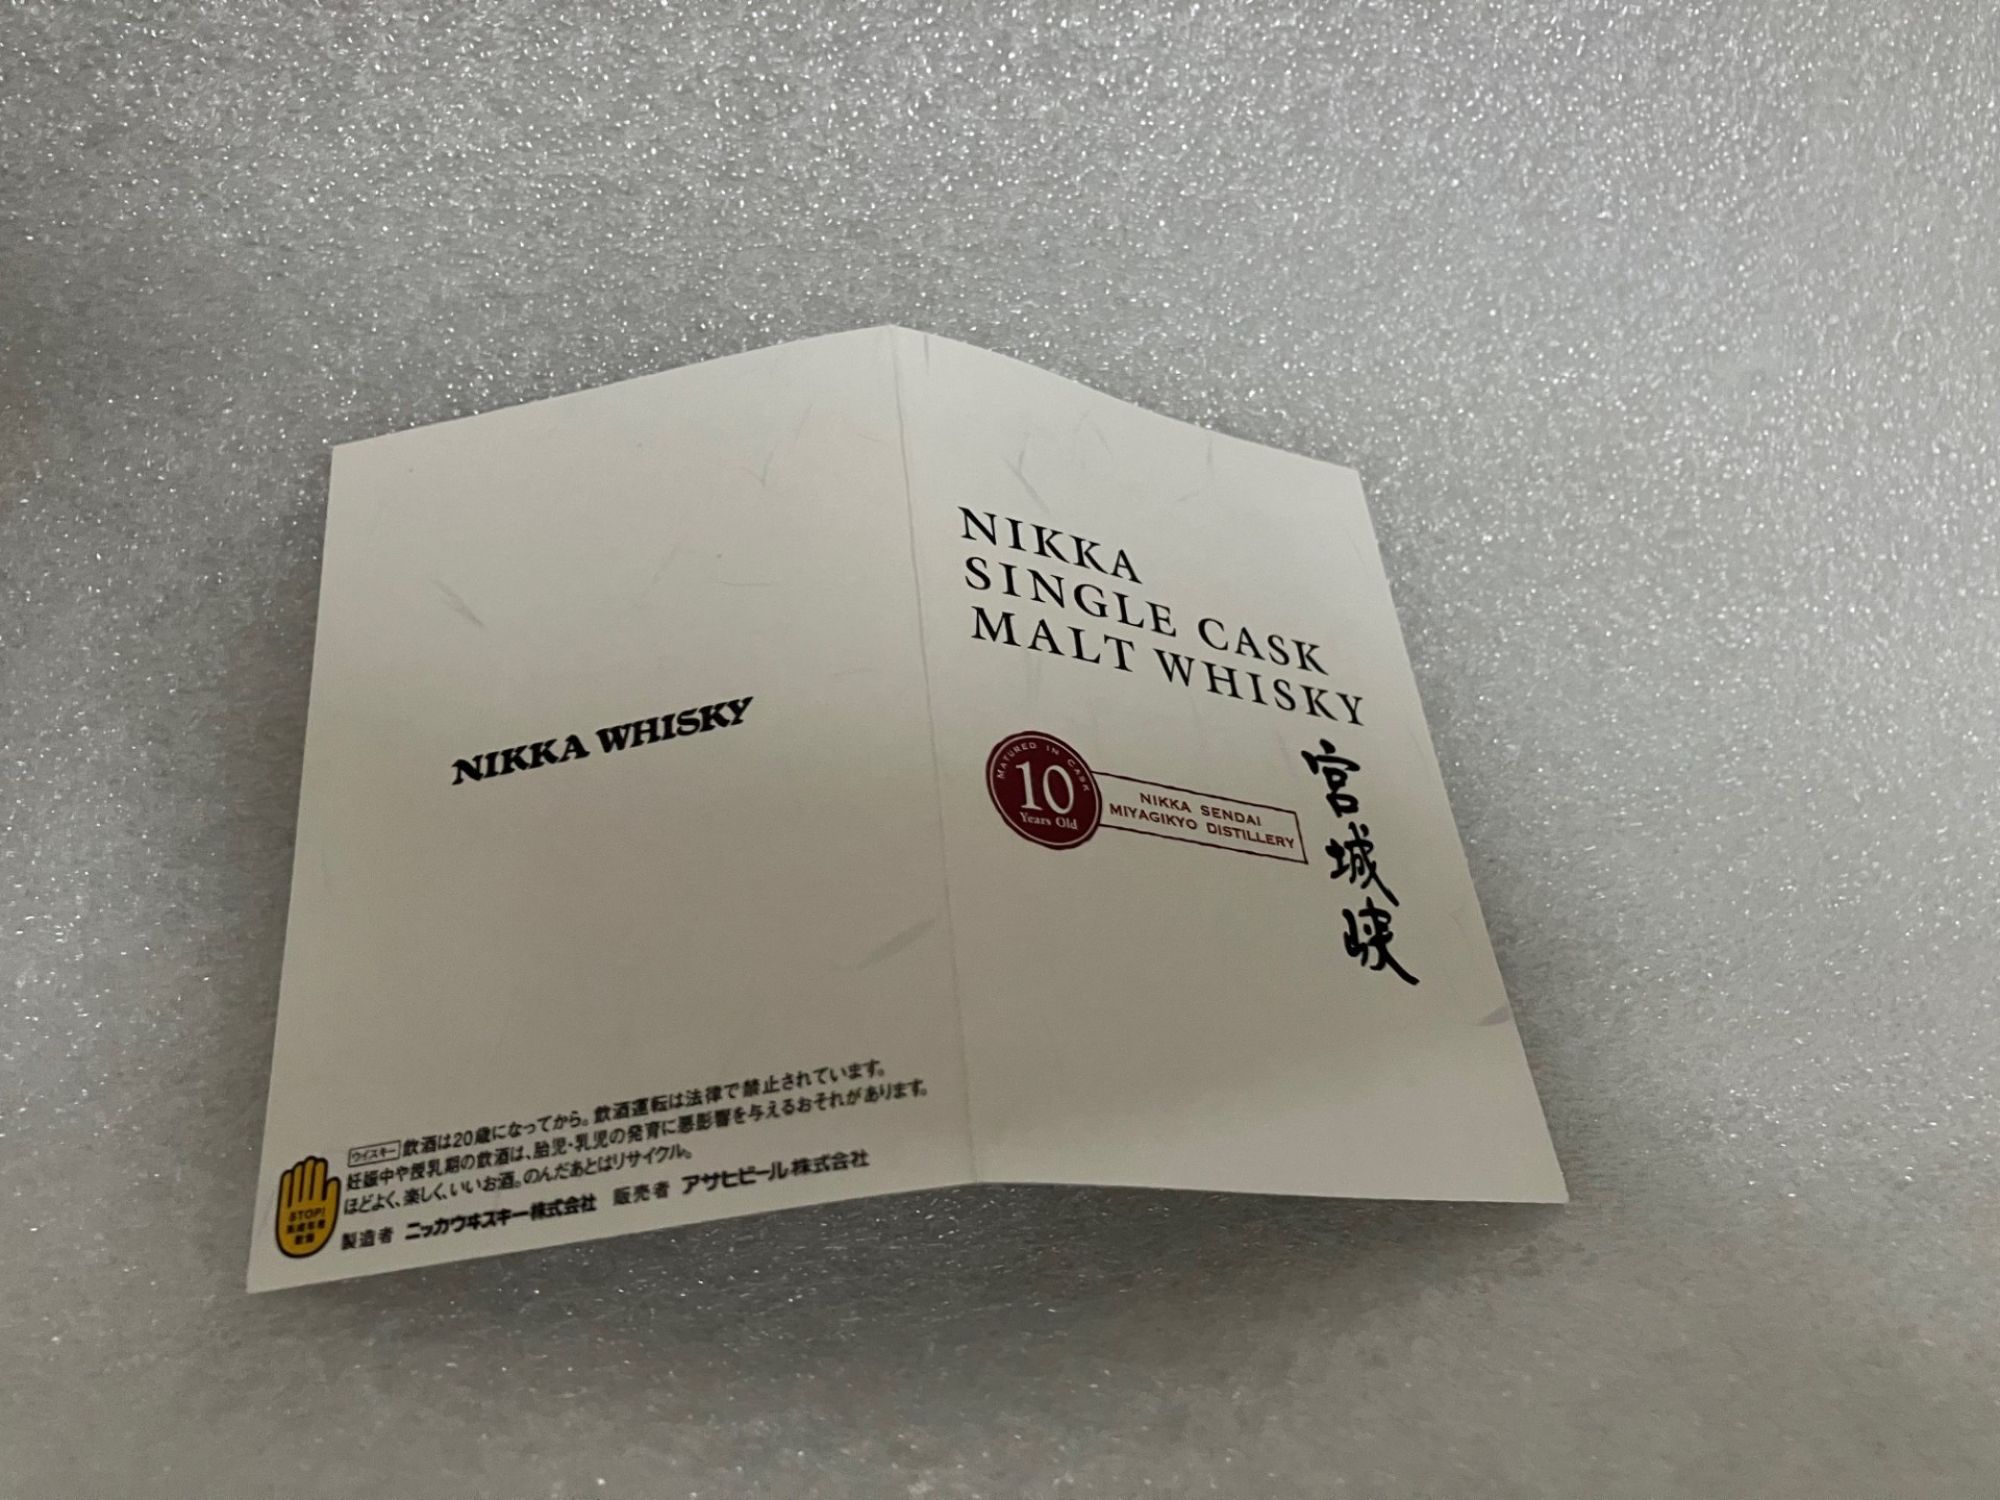 NIKKA WHISKY
ウイスキー 飲酒は20歳になってから。飲酒運転は法律で禁止されています。
妊娠中や授乳期の飲酒は、胎児・乳児の発育に悪影響を与えるおそれがあります。
ほどよく、楽しく、いいお酒。のんだあとはリサイクル。
製造者 ニッカウヰスキー株式会社 販売者 アサヒビール株式会社
STOP!
未成年者
飲酒
NIKKA
SINGLE CASK
MALT WHISKY
MATURED IN CASK
10
Years Old
NIKKA SENDAI
MIYAGIKYO DISTILLERY
宮城峡